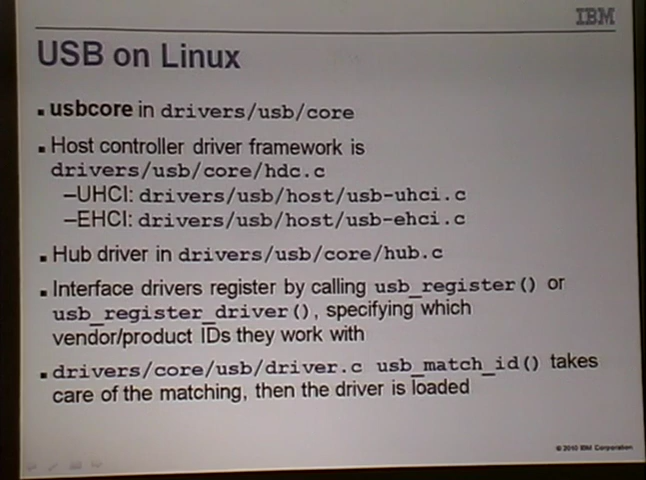 IBM
USB on Linux
▪ usbcore in drivers/usb/core
▪ Host controller driver framework is
drivers/usb/core/hdc.c
–UHCI: drivers/usb/host/usb-uhci.c
–EHCI: drivers/usb/host/usb-ehci.c
▪ Hub driver in drivers/usb/core/hub.c
▪ Interface drivers register by calling usb_register() or
usb_register_driver(), specifying which
vendor/product IDs they work with
▪ drivers/core/usb/driver.c usb_match_id() takes
care of the matching, then the driver is loaded
© 2010 IBM Corporation